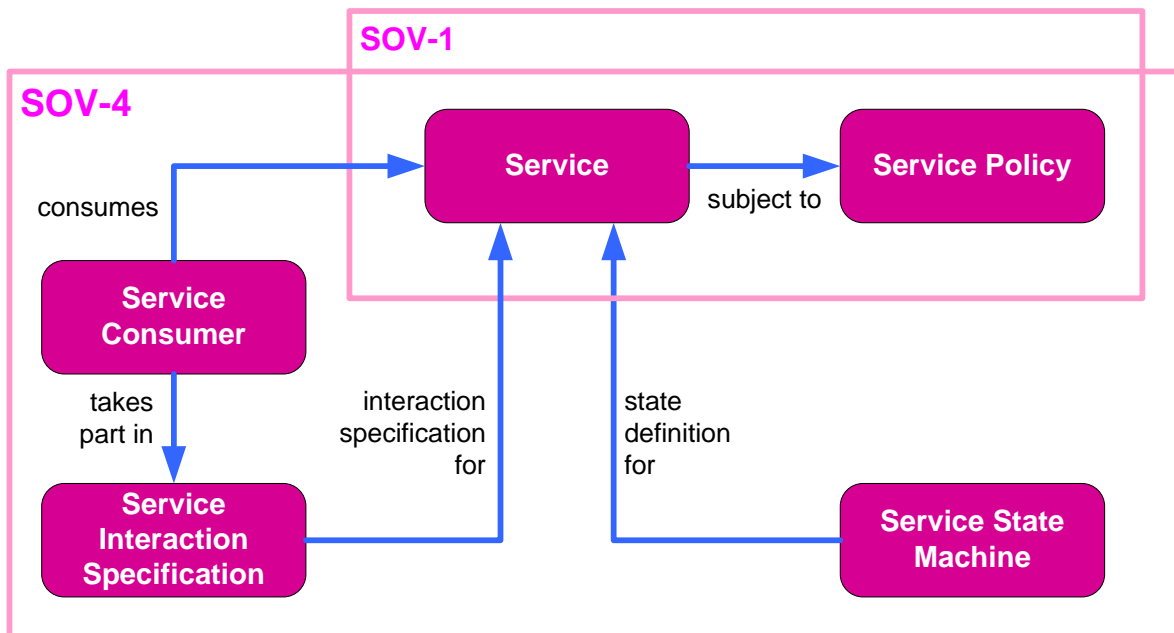 SOV-1
SOV-4
Service
Service Policy
subject to
consumes
Service
Consumer
takes
part in
interaction
specification
for
state
definition
for
Service
Interaction
Specification
Service State
Machine